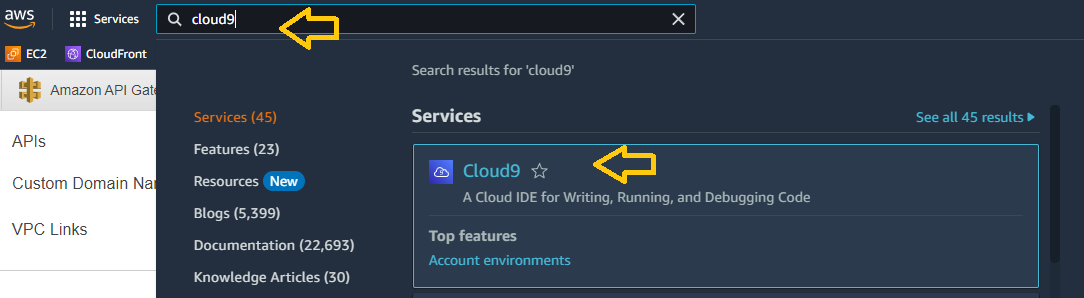 aws
Services
cloud9
EC2
CloudFront
Amazon API Gate
APIs
Custom Domain Nam
VPC Links
Search results for 'cloud9'
Services (45)
Features (23)
Resources New
Blogs (5,399)
Documentation (22,693)
Knowledge Articles (30)
Services
See all 45 results
Cloud9
A Cloud IDE for Writing, Running, and Debugging Code
Top features
Account environments